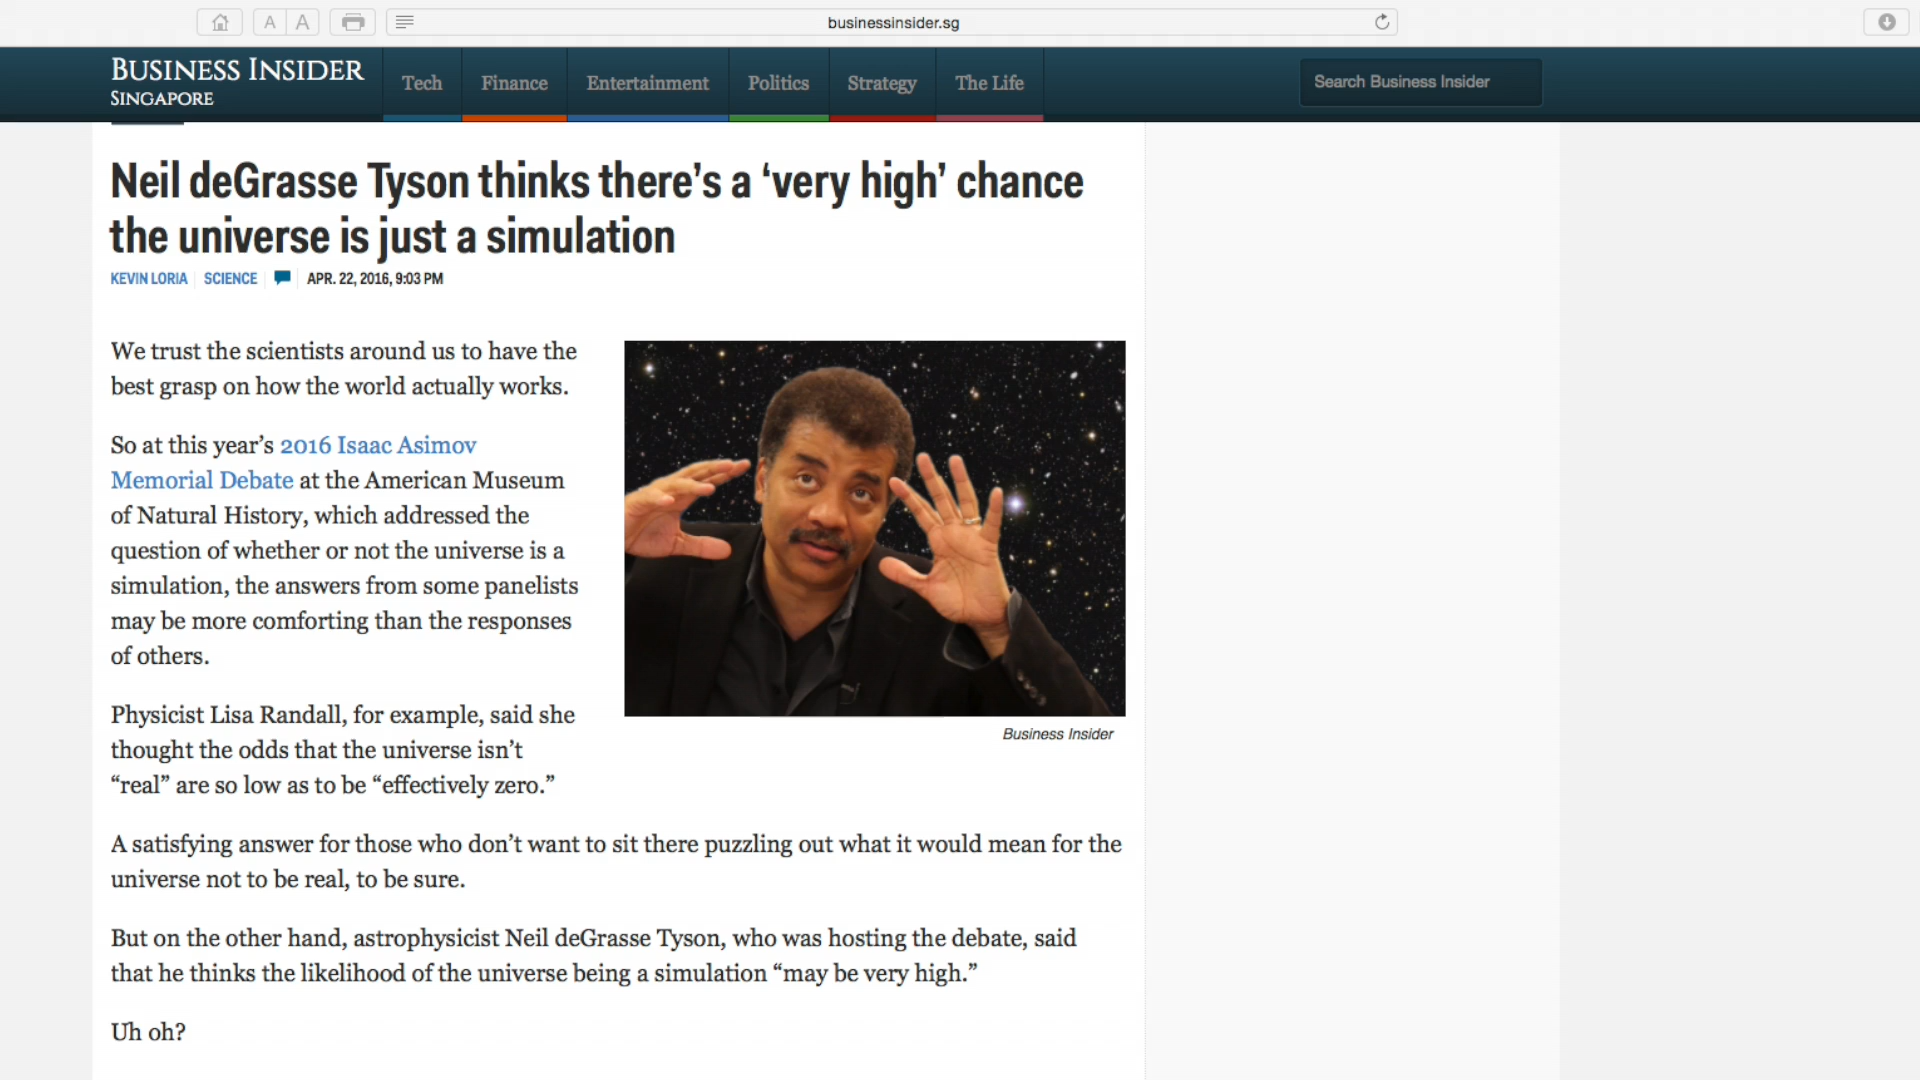 A A
businessinsider.sg
BUSINESS INSIDER
SINGAPORE
Tech Finance Entertainment Politics Strategy The Life
Search Business Insider
Neil deGrasse Tyson thinks there’s a ‘very high’ chance
the universe is just a simulation
KEVIN LORIA SCIENCE APR. 22, 2016, 9:03 PM
We trust the scientists around us to have the
best grasp on how the world actually works.
So at this year’s 2016 Isaac Asimov
Memorial Debate at the American Museum
of Natural History, which addressed the
question of whether or not the universe is a
simulation, the answers from some panelists
may be more comforting than the responses
of others.
Physicist Lisa Randall, for example, said she
thought the odds that the universe isn’t
“real” are so low as to be “effectively zero.”
Business Insider
A satisfying answer for those who don’t want to sit there puzzling out what it would mean for the
universe not to be real, to be sure.
But on the other hand, astrophysicist Neil deGrasse Tyson, who was hosting the debate, said
that he thinks the likelihood of the universe being a simulation “may be very high.”
Uh oh?